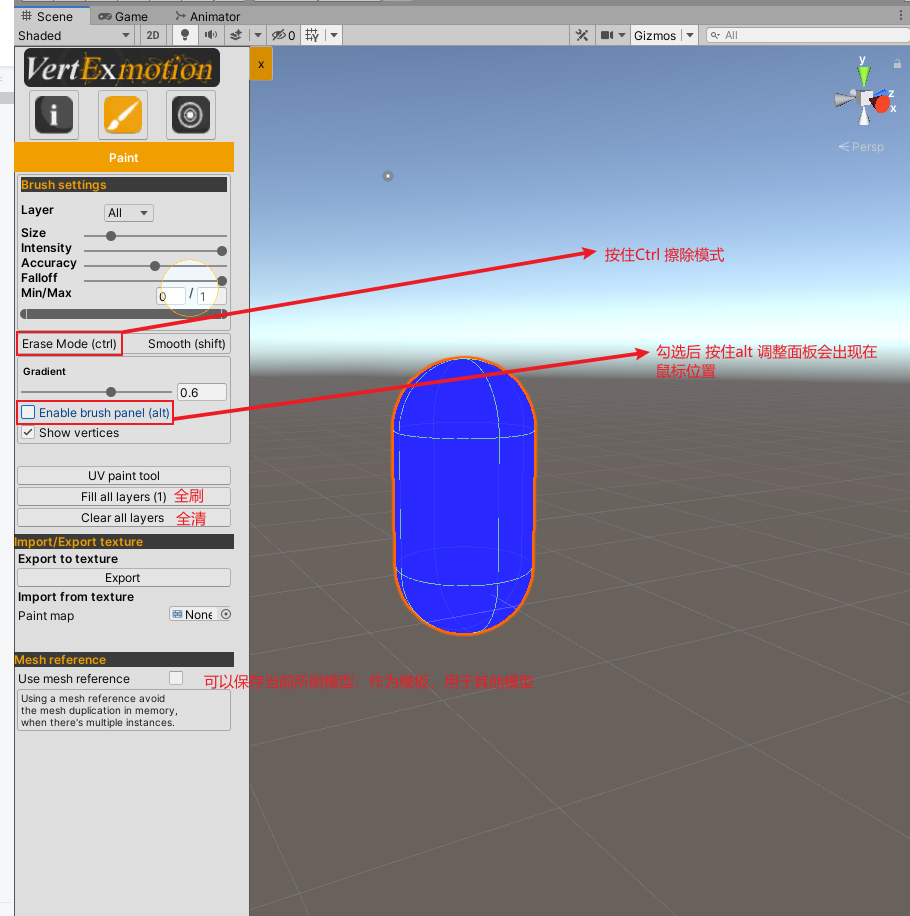 Scene Game Animator
Shaded 2D 0 Gizmos All
VertExmotion x
Paint
Brush settings
Layer All
Size
Intensity
Accuracy
Falloff
Min/Max 0 / 1
Erase Mode (ctrl) Smooth (shift)
Gradient
0.6
Enable brush panel (alt)
Show vertices
UV paint tool
Fill all layers (1) 全刷
Clear all layers 全清
Import/Export texture
Export to texture
Export
Import from texture
Paint map None
Mesh reference
Use mesh reference
可以保存当前所刷模型，作为模板，用于其他模型
Using a mesh reference avoid
the mesh duplication in memory,
when there's multiple instances.
按住Ctrl 擦除模式
勾选后 按住alt 调整面板会出现在
鼠标位置
y
z
x
Persp